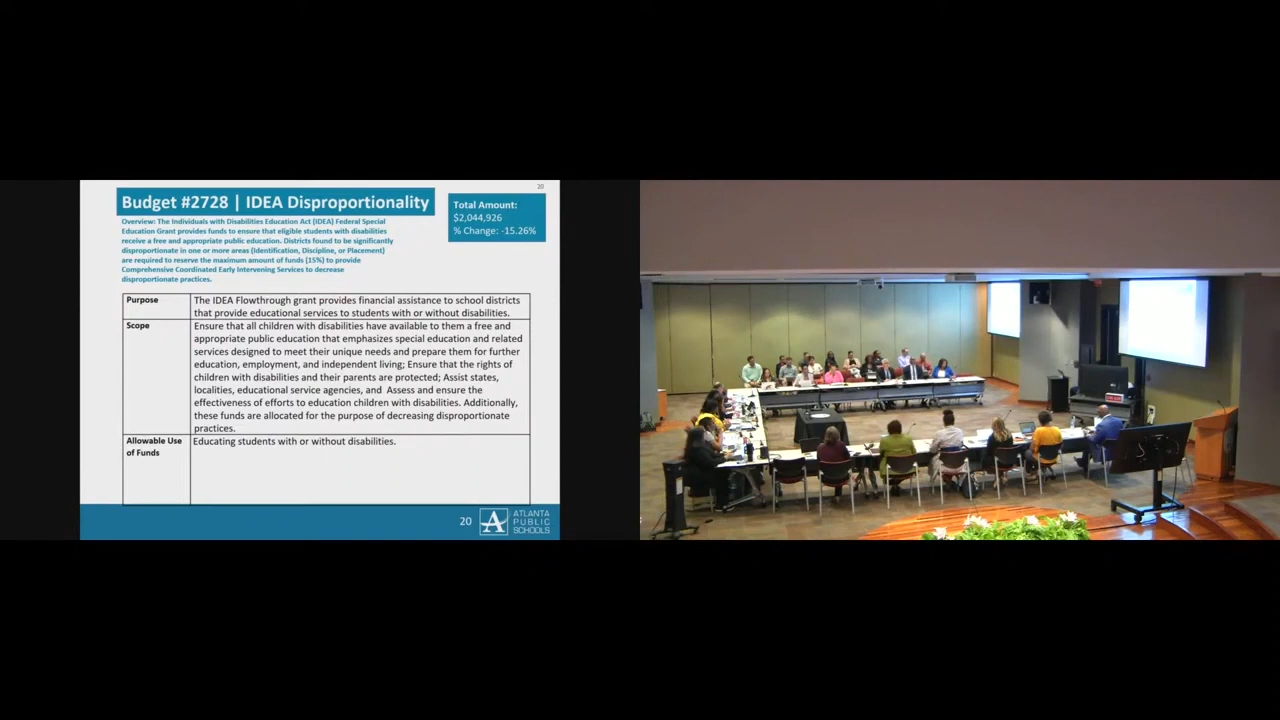 20
Budget #2728 | IDEA Disproportionality
Overview: The Individuals with Disabilities Education Act (IDEA) Federal Special
Education Grant provides funds to ensure that eligible students with disabilities
receive a free and appropriate public education. Districts found to be significantly
disproportionate in one or more areas (Identification, Discipline, or Placement)
are required to reserve the maximum amount of funds (15%) to provide
Comprehensive Coordinated Early Intervening Services to decrease
disproportionate practices.
Total Amount:
$2,044,926
% Change: -15.26%
Purpose
The IDEA Flowthrough grant provides financial assistance to school districts
that provide educational services to students with or without disabilities.
Scope
Ensure that all children with disabilities have available to them a free and
appropriate public education that emphasizes special education and related
services designed to meet their unique needs and prepare them for further
education, employment, and independent living; Ensure that the rights of
children with disabilities and their parents are protected; Assist states,
localities, educational service agencies, and Assess and ensure the
effectiveness of efforts to education children with disabilities. Additionally,
these funds are allocated for the purpose of decreasing disproportionate
practices.
Allowable Use
of Funds
Educating students with or without disabilities.
20
A
ATLANTA
PUBLIC
SCHOOLS